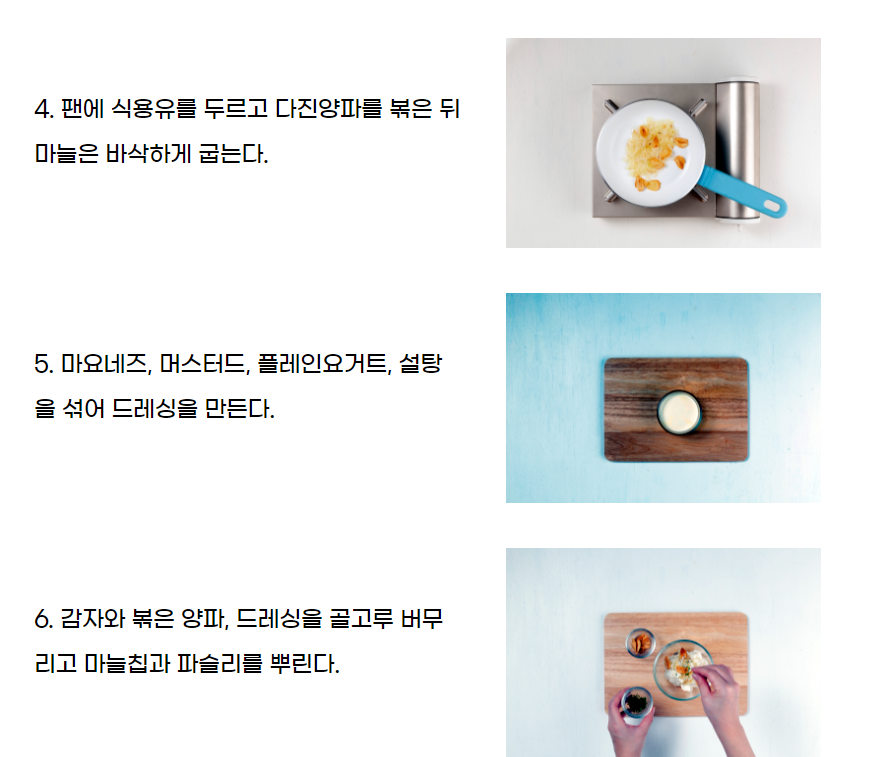 4. 팬에 식용유를 두르고 다진양파를 볶은 뒤
마늘은 바삭하게 굽는다.
5. 마요네즈, 머스터드, 플레인요거트, 설탕
을 섞어 드레싱을 만든다.
6. 감자와 볶은 양파, 드레싱을 골고루 버무
리고 마늘칩과 파슬리를 뿌린다.